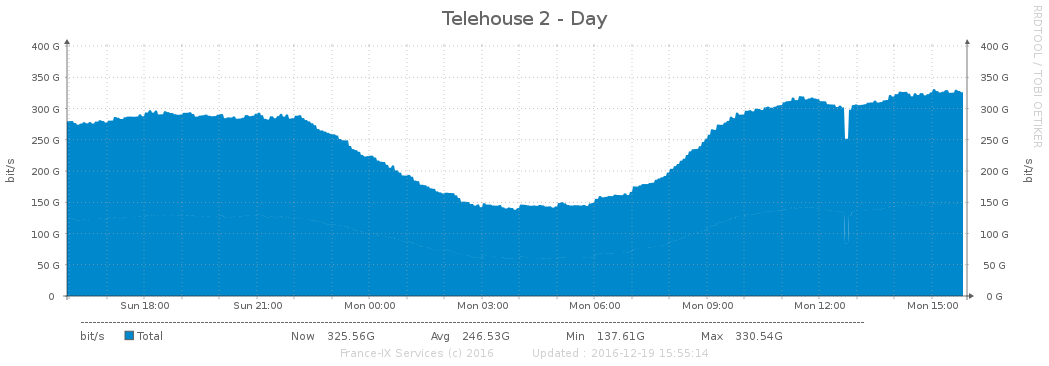 Telehouse 2 - Day
RRDTOOL / TOBI OETIKER
400 G 400 G
350 G 350 G
300 G 300 G
250 G 250 G
200 G 200 G
150 G 150 G
100 G 100 G
50 G 50 G
0 0 G
bit/s
bit/s
Sun 18:00 Sun 21:00 Mon 00:00 Mon 03:00 Mon 06:00 Mon 09:00 Mon 12:00 Mon 15:00
bit/s Total Now 325.56G Avg 246.53G Min 137.61G Max 330.54G
France-IX Services (c) 2016 Updated : 2016-12-19 15:55:14